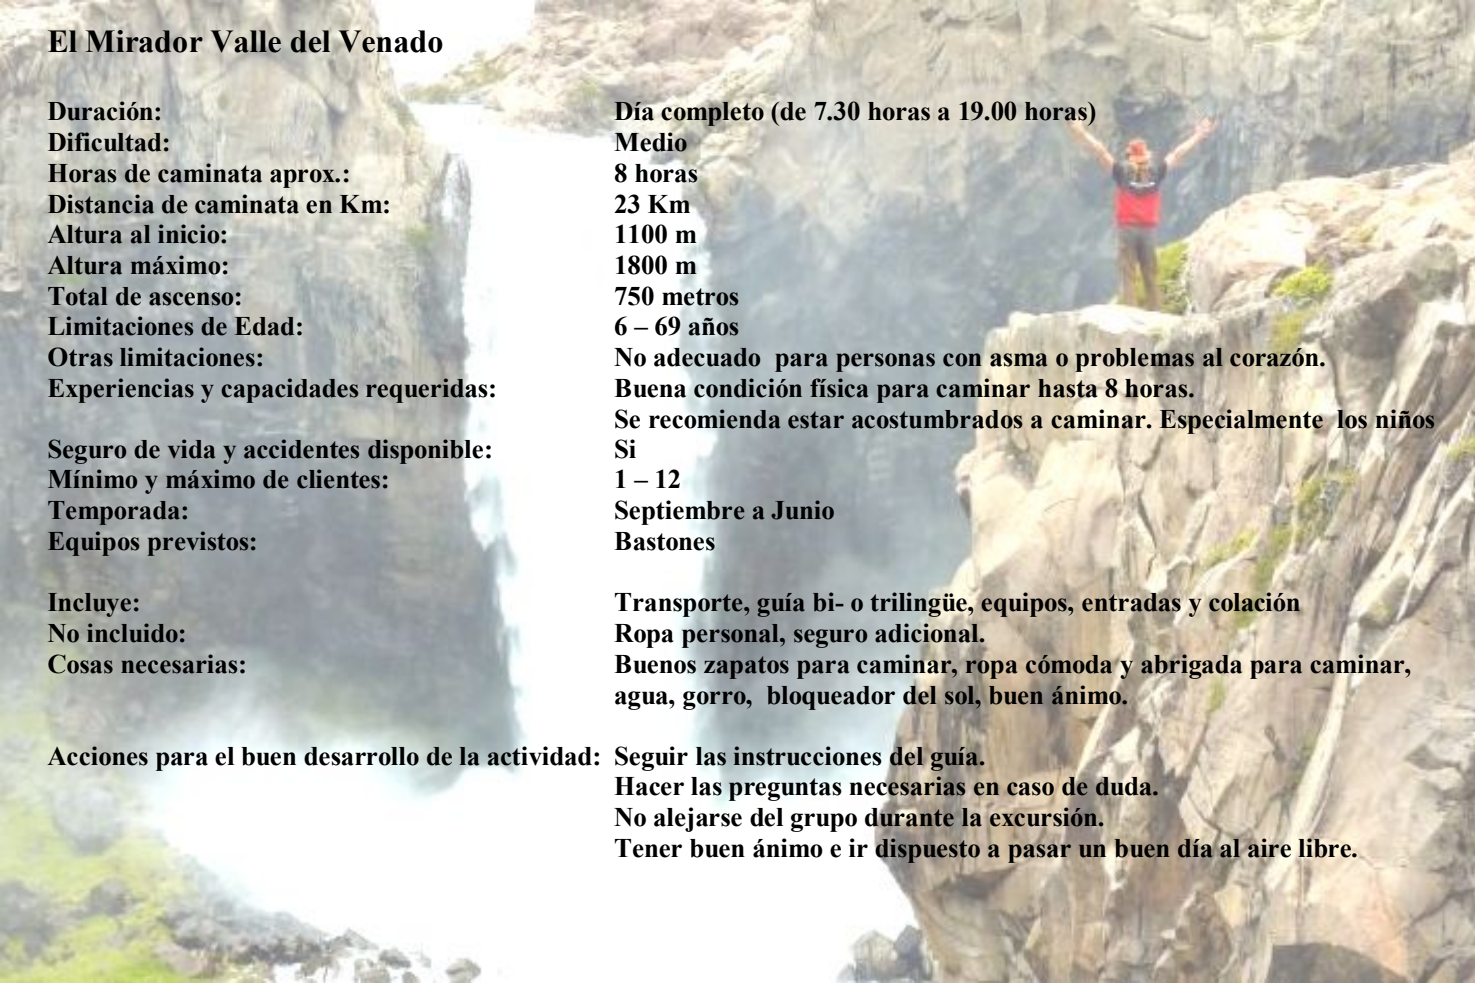 El Mirador Valle del Venado
Duración: Día completo (de 7.30 horas a 19.00 horas)
Dificultad: Medio
Horas de caminata aprox.: 8 horas
Distancia de caminata en Km: 23 Km
Altura al inicio: 1100 m
Altura máximo: 1800 m
Total de ascenso: 750 metros
Limitaciones de Edad: 6 – 69 años
Otras limitaciones: No adecuado  para personas con asma o problemas al corazón.
Experiencias y capacidades requeridas: Buena condición física para caminar hasta 8 horas.
Se recomienda estar acostumbrados a caminar. Especialmente  los niños
Seguro de vida y accidentes disponible: Si
Mínimo y máximo de clientes: 1 – 12
Temporada: Septiembre a Junio
Equipos previstos: Bastones
Incluye: Transporte, guía bi- o trilingüe, equipos, entradas y colación
No incluido: Ropa personal, seguro adicional.
Cosas necesarias: Buenos zapatos para caminar, ropa cómoda y abrigada para caminar,
agua, gorro,  bloqueador del sol, buen ánimo.
Acciones para el buen desarrollo de la actividad: Seguir las instrucciones del guía.
Hacer las preguntas necesarias en caso de duda.
No alejarse del grupo durante la excursión.
Tener buen ánimo e ir dispuesto a pasar un buen día al aire libre.